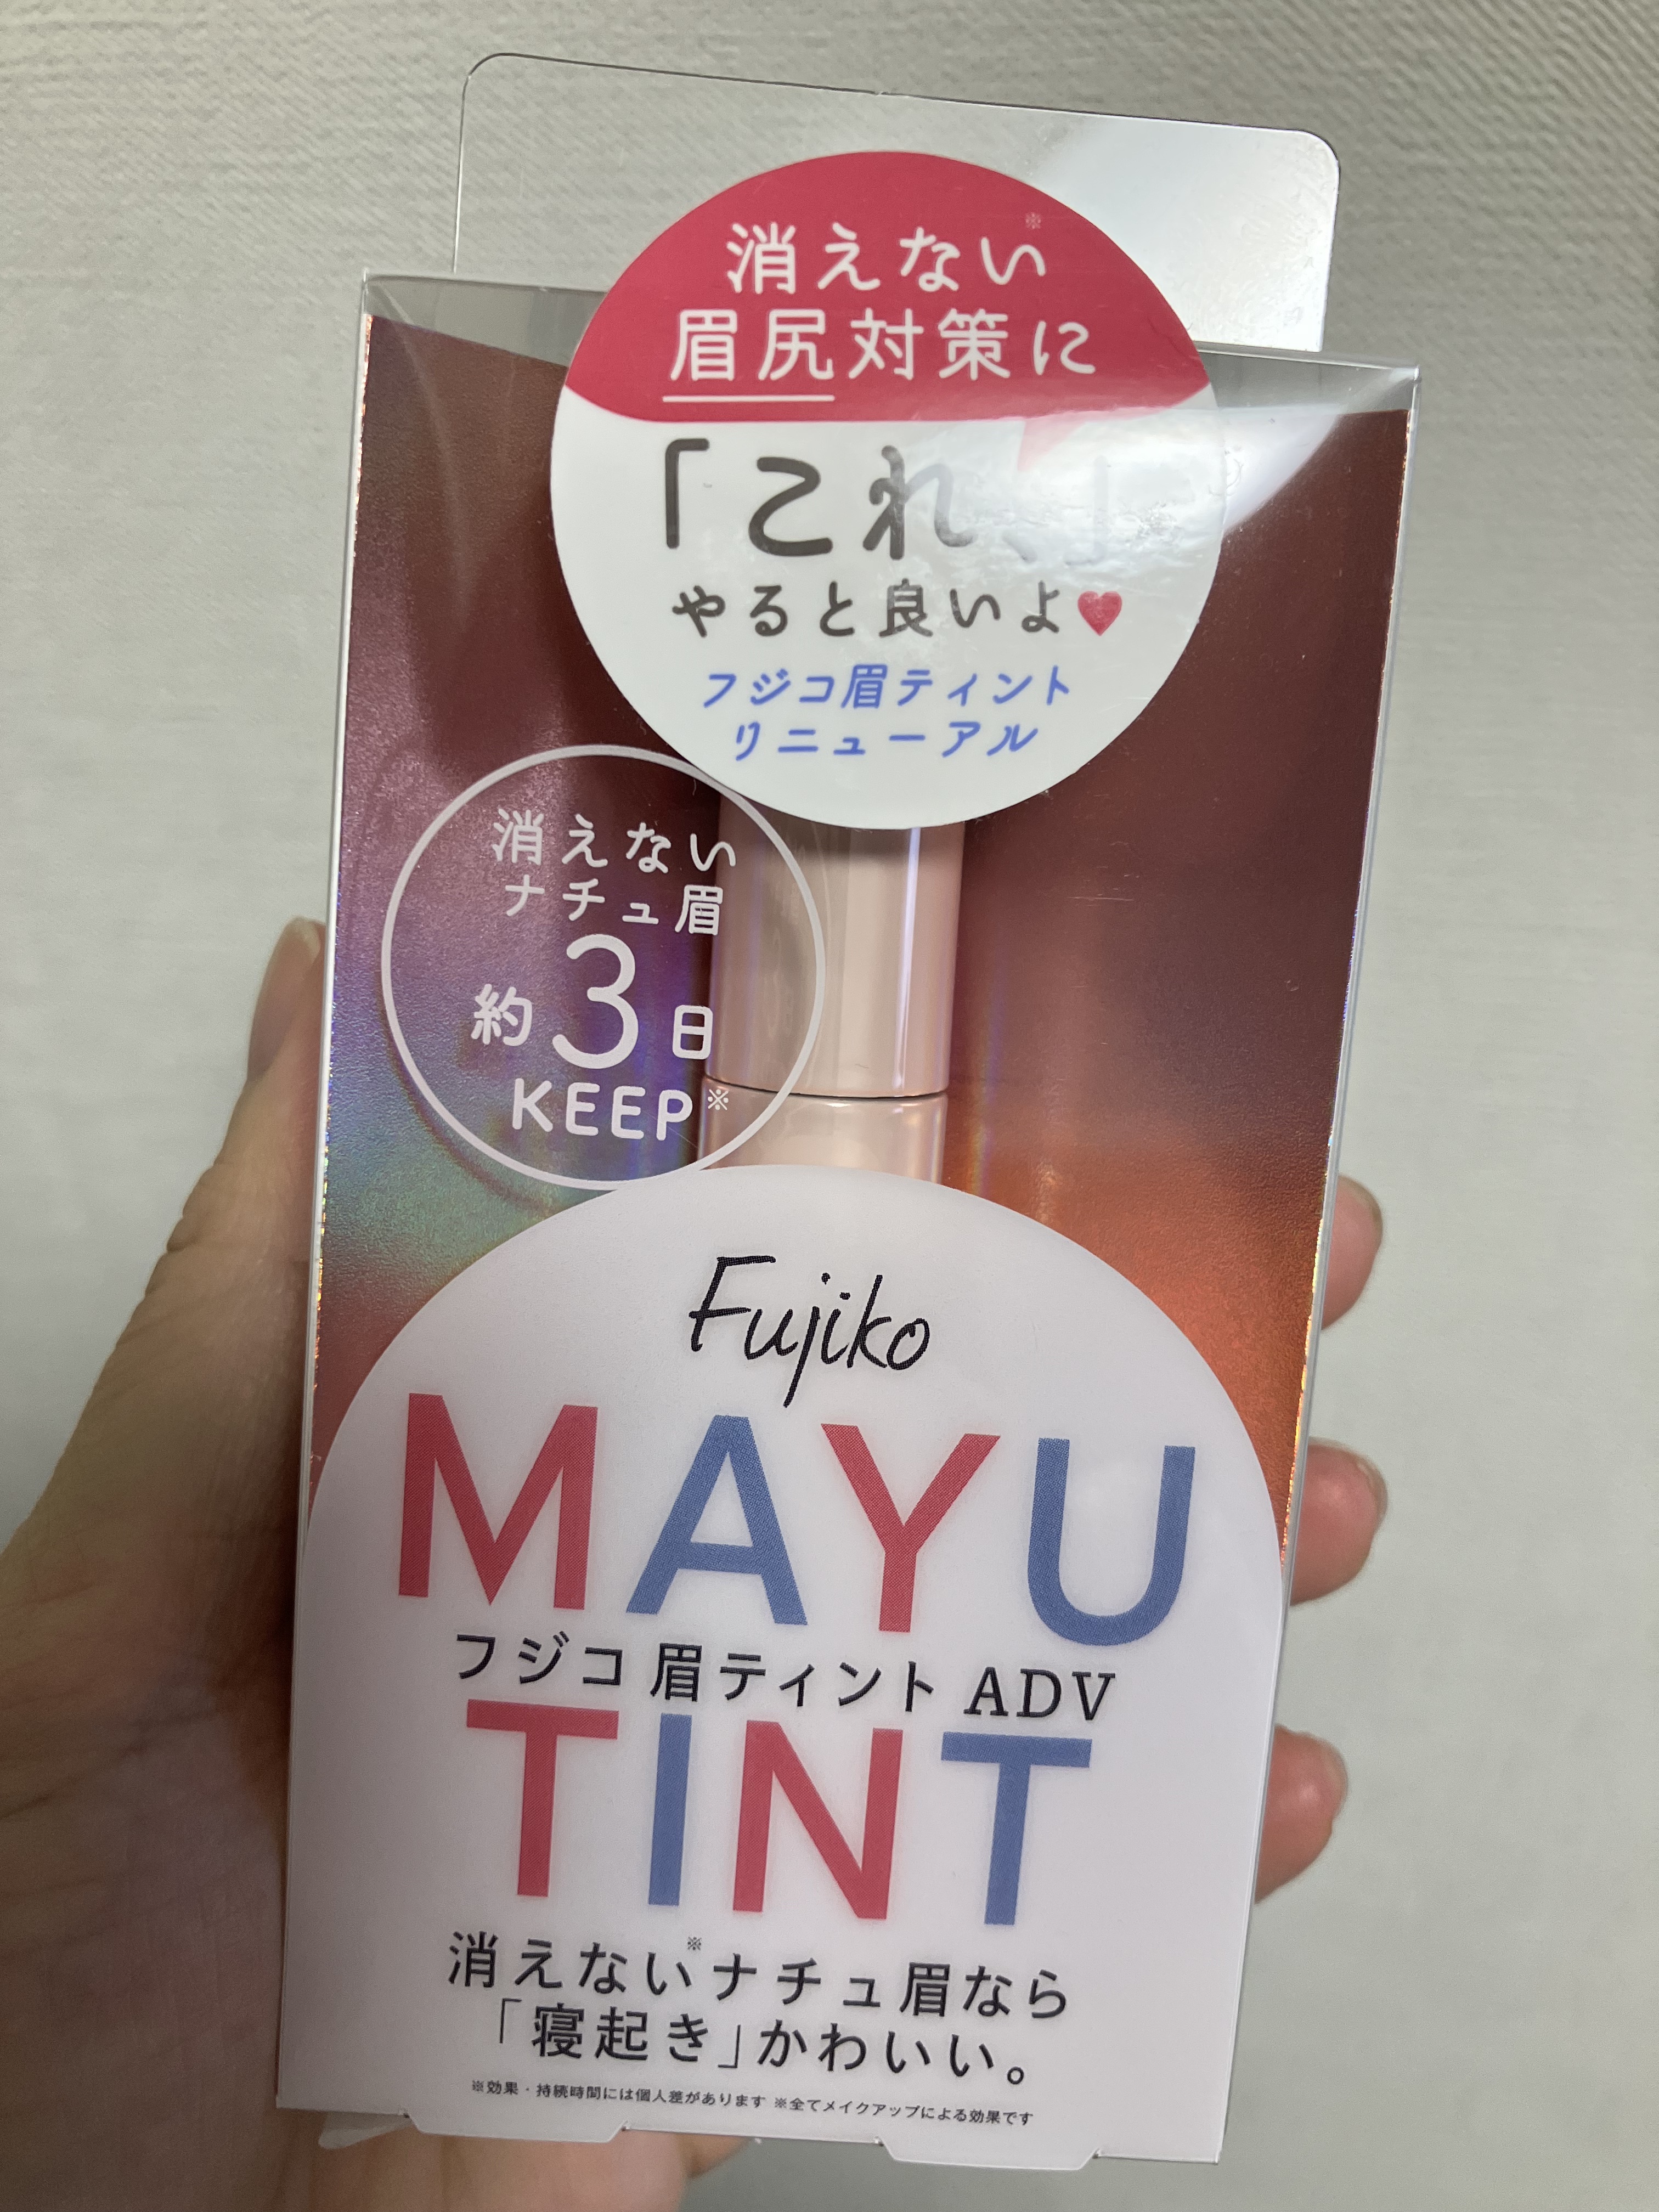 消えない※
眉尻対策に
「これ、」
やると良いよ♥
フジコ眉ティント
リニューアル
消えない
ナチュ眉
約3日
KEEP※
Fujiko
MAYU
フジコ 眉ティント ADV
TINT
消えない※ナチュ眉なら
「寝起き」かわいい。
※効果・持続時間には個人差があります ※全てメイクアップによる効果です